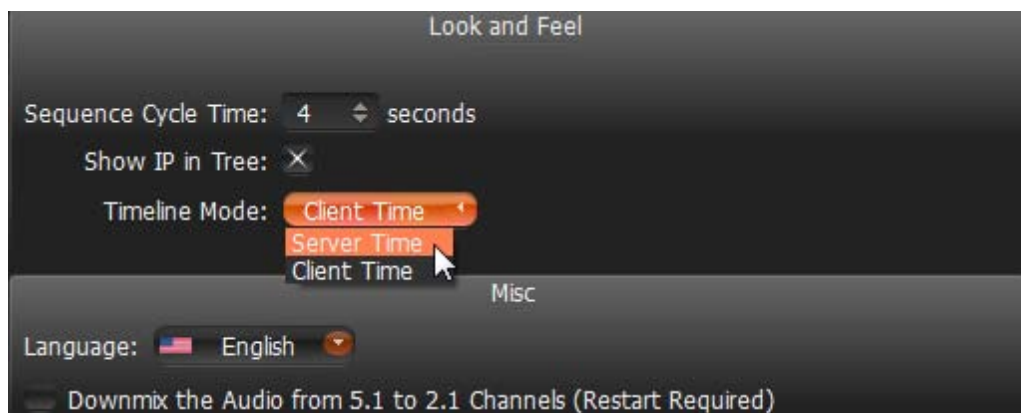 Look and Feel
Sequence Cycle Time: 4 seconds
Show IP in Tree:
Timeline Mode: Client Time
Server Time
Client Time
Misc
Language: English
Downmix the Audio from 5.1 to 2.1 Channels (Restart Required)